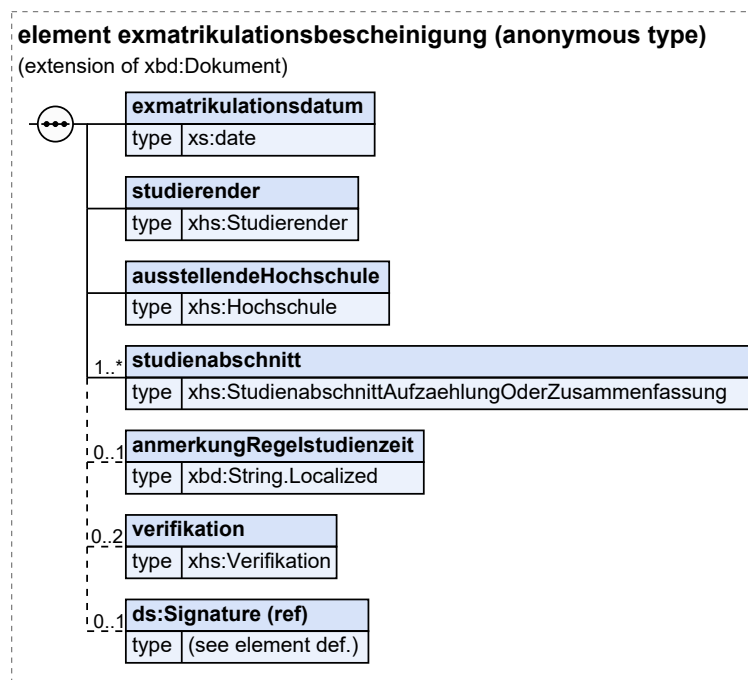 element exmatrikulationsbescheinigung (anonymous type)
(extension of xbd:Dokument)
exmatrikulationsdatum
type xs:date
studierender
type xhs:Studierender
ausstellendeHochschule
type xhs:Hochschule
1..* studienabschnitt
type xhs:StudienabschnittAufzaehlungOderZusammenfassung
0..1 anmerkungRegelstudienzeit
type xbd:String.Localized
0..2 verifikation
type xhs:Verifikation
0..1 ds:Signature (ref)
type (see element def.)